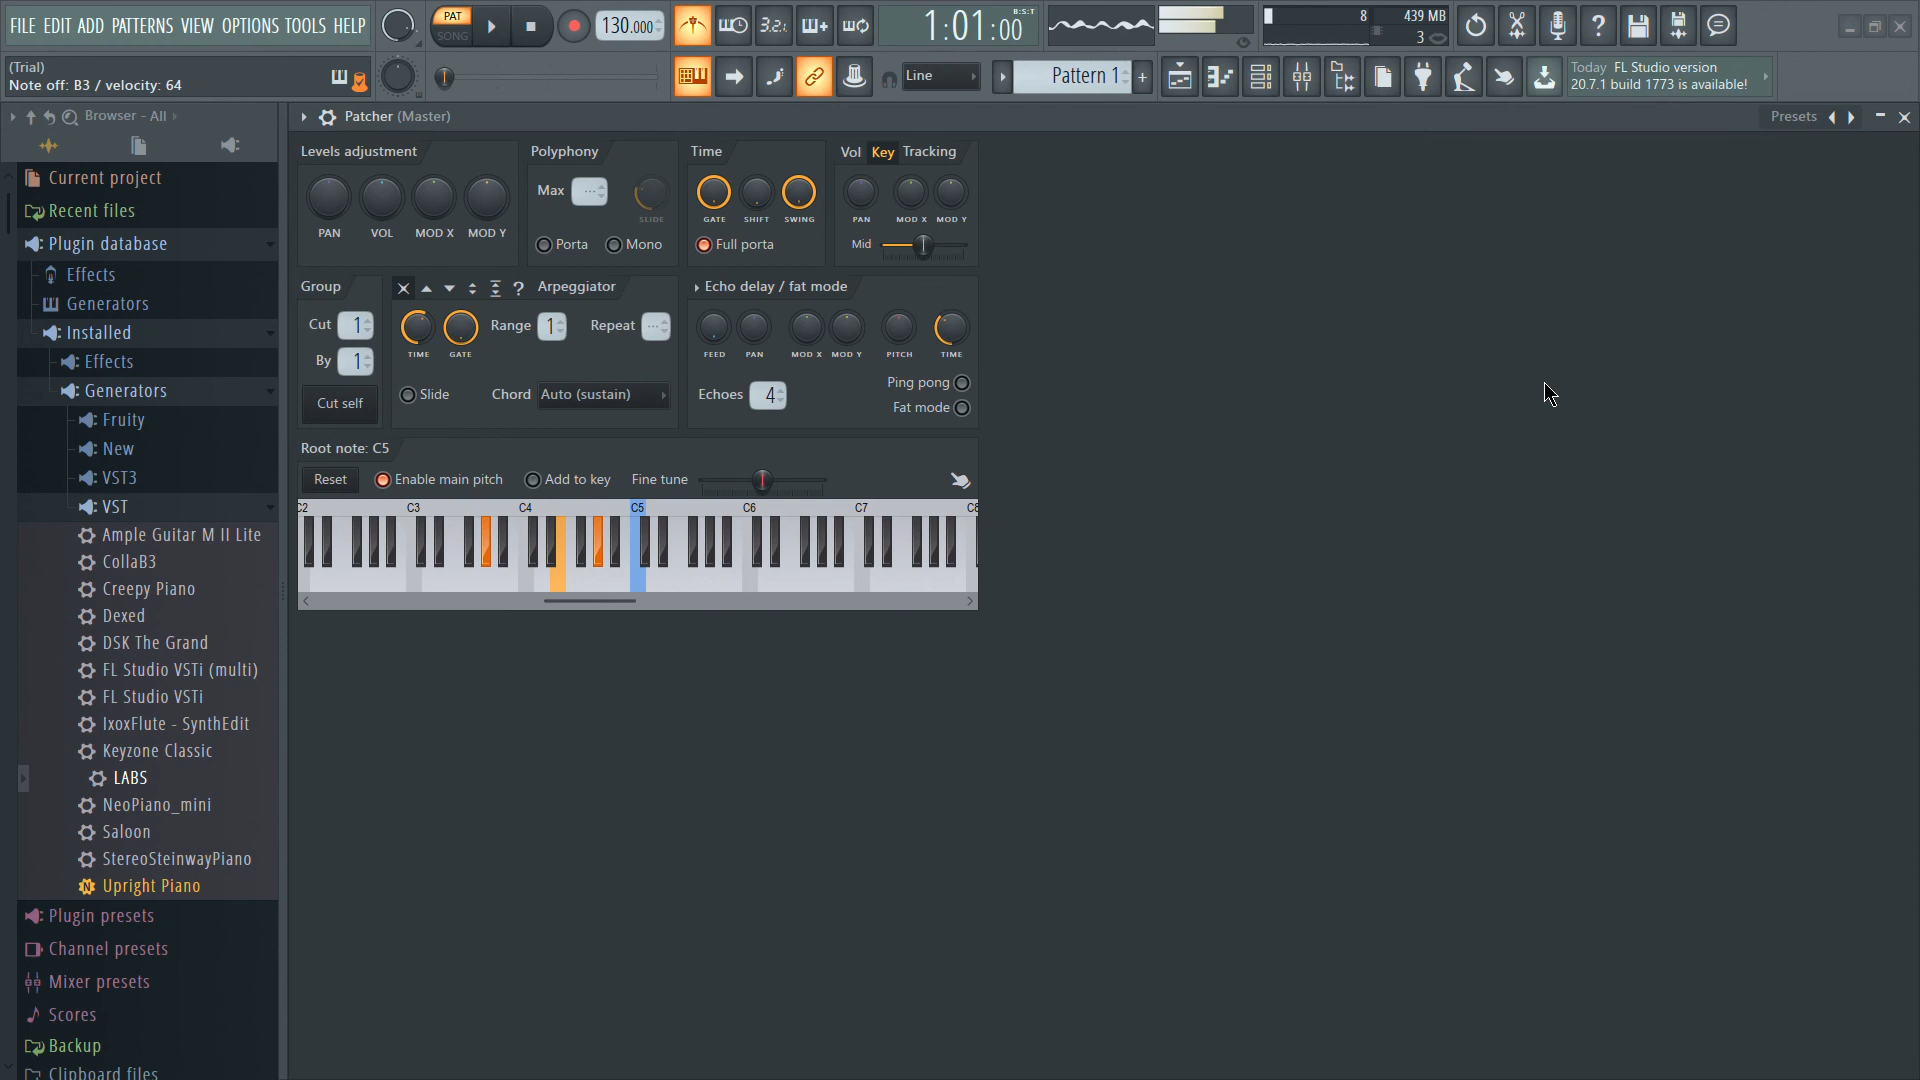 FILE EDIT ADD PATTERNS VIEW OPTIONS TOOLS HELP
PAT
SONG
130.000
3.2.1
1:01:00
B:S:T
8
439 MB
3
(Trial)
Note off: B3 / velocity: 64
Line
Pattern 1
+
Today FL Studio version
20.7.1 build 1773 is available!
Browser - All
Patcher (Master)
Presets
Current project
Recent files
Plugin database
Effects
Generators
Installed
Effects
Generators
Fruity
New
VST3
VST
Ample Guitar M II Lite
CollaB3
Creepy Piano
Dexed
DSK The Grand
FL Studio VSTi (multi)
FL Studio VSTi
IxoxFlute - SynthEdit
Keyzone Classic
LABS
NeoPiano_mini
Saloon
StereoSteinwayPiano
Upright Piano
Plugin presets
Channel presets
Mixer presets
Scores
Backup
Clipboard files
Levels adjustment
PAN VOL MOD X MOD Y
Polyphony
Max
SLIDE
Porta Mono
Time
GATE SHIFT SWING
Full porta
Vol Key Tracking
PAN MOD X MOD Y
Mid
Group
Cut 1
By 1
Cut self
? Arpeggiator
TIME GATE
Range 1 Repeat
Slide Chord Auto (sustain)
Echo delay / fat mode
FEED PAN MOD X MOD Y PITCH TIME
Echoes 4
Ping pong
Fat mode
Root note: C5
Reset Enable main pitch Add to key Fine tune
C2 C3 C4 C5 C6 C7 C8